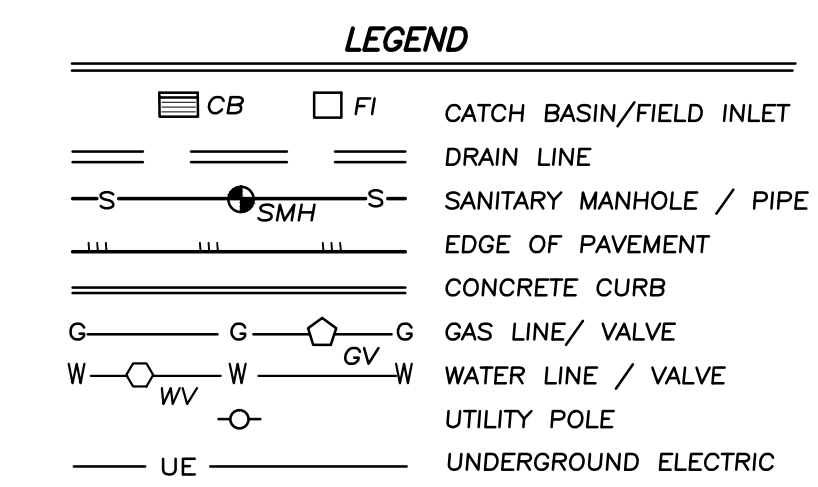 LEGEND
CB FI CATCH BASIN/FIELD INLET
DRAIN LINE
S S SANITARY MANHOLE / PIPE
SMH
EDGE OF PAVEMENT
CONCRETE CURB
G G G GAS LINE/ VALVE
GV
W W W WATER LINE / VALVE
WV
UTILITY POLE
UE UNDERGROUND ELECTRIC